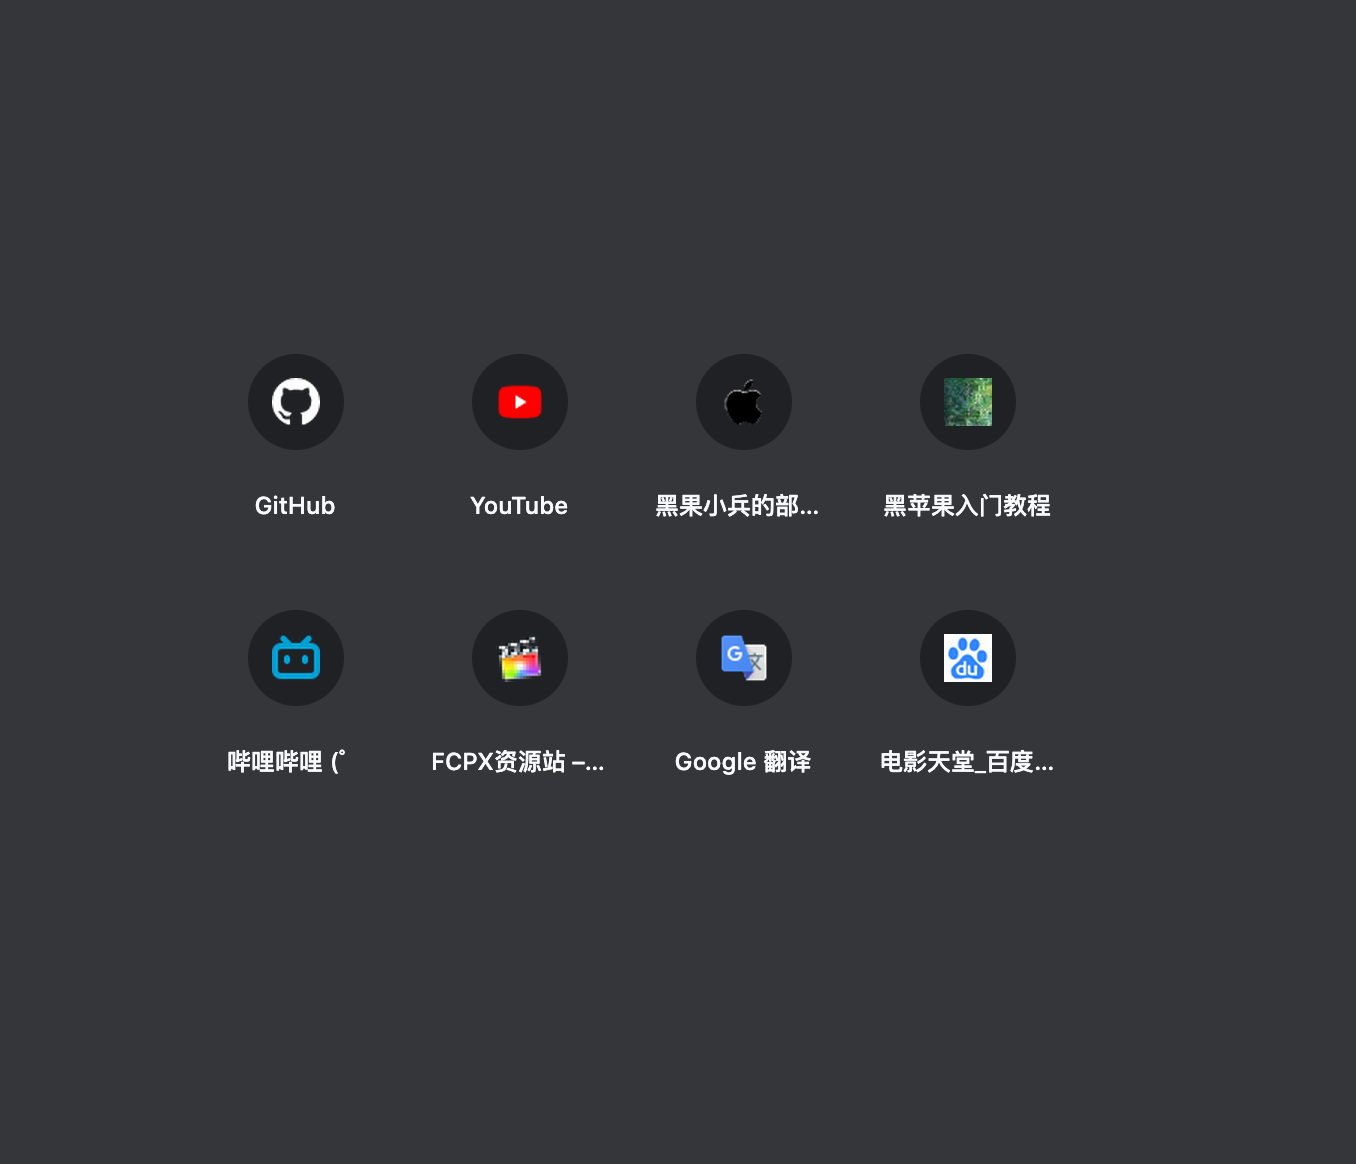 GitHub
YouTube
黑果小兵的部...
黑苹果入门教程
哔哩哔哩 (ﾟ
FCPX资源站 –...
Google 翻译
电影天堂_百度...